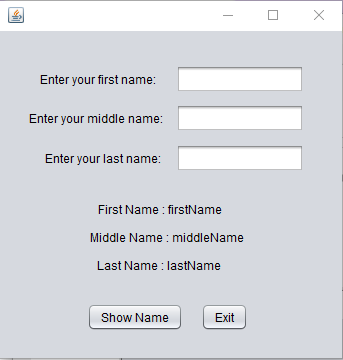 Enter your first name:
Enter your middle name:
Enter your last name:
First Name : firstName
Middle Name : middleName
Last Name : lastName
Show Name Exit